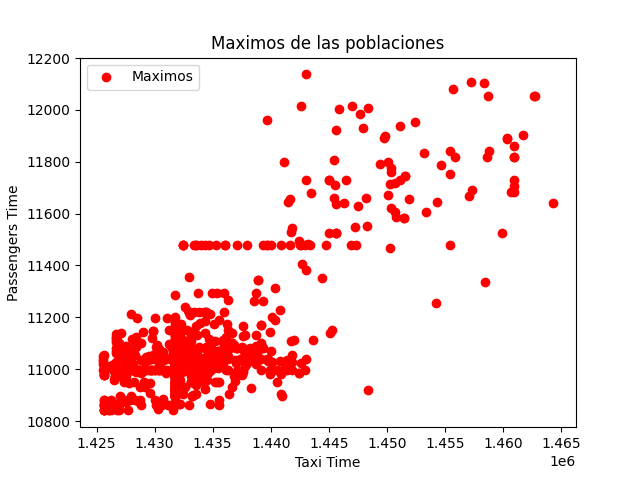 Maximos de las poblaciones
Maximos
Passengers Time
12200
12000
11800
11600
11400
11200
11000
10800
1.425 1.430 1.435 1.440 1.445 1.450 1.455 1.460 1.465
1e6
Taxi Time